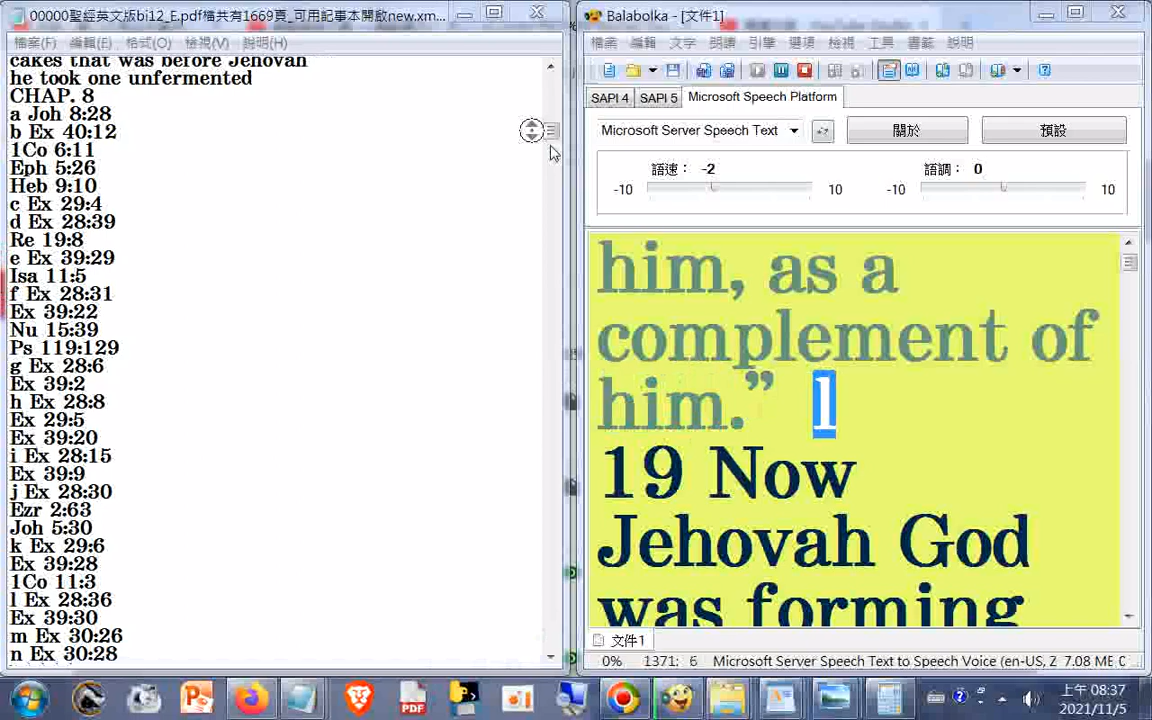 00000聖經英文版bi12_E.pdf檔共有1669頁_可用記事本開啟new.xm...
檔案(F) 編輯(E) 格式(O) 檢視(V) 說明(H)
cakes that was before Jehovah
he took one unfermented
CHAP. 8
a Joh 8:28
b Ex 40:12
1Co 6:11
Eph 5:26
Heb 9:10
c Ex 29:4
d Ex 28:39
Re 19:8
e Ex 39:29
Isa 11:5
f Ex 28:31
Ex 39:22
Nu 15:39
Ps 119:129
g Ex 28:6
Ex 39:2
h Ex 28:8
Ex 29:5
Ex 39:20
i Ex 28:15
Ex 39:9
j Ex 28:30
Ezr 2:63
Joh 5:30
k Ex 29:6
Ex 39:28
1Co 11:3
l Ex 28:36
Ex 39:30
m Ex 30:26
n Ex 30:28
Balabolka - [文件1]
檔案 編輯 文字 朗讀 引擎 選項 檢視 工具 書籤 說明
SAPI 4 SAPI 5 Microsoft Speech Platform
Microsoft Server Speech Text 關於 預設
語速： -2 語調： 0
-10 10 -10 10
him, as a
complement of
him.” l
19 Now
Jehovah God
was forming
文件1
0% 1371: 6 Microsoft Server Speech Text to Speech Voice (en-US, Z 7.08 ME
PDF
上午 08:37
2021/11/5